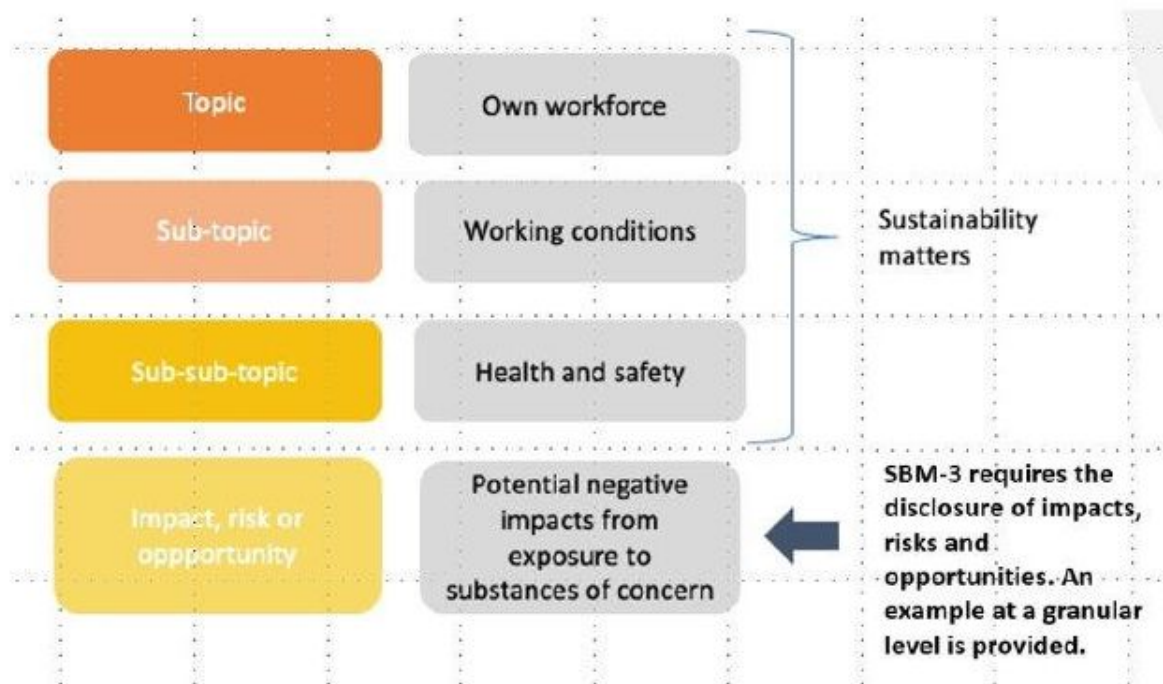 Topic
Own workforce
Sub-topic
Working conditions
Sustainability
matters
Sub-sub-topic
Health and safety
Impact, risk or
oppportunity
Potential negative
impacts from
exposure to
substances of concern
SBM-3 requires the
disclosure of impacts,
risks and
opportunities. An
example at a granular
level is provided.